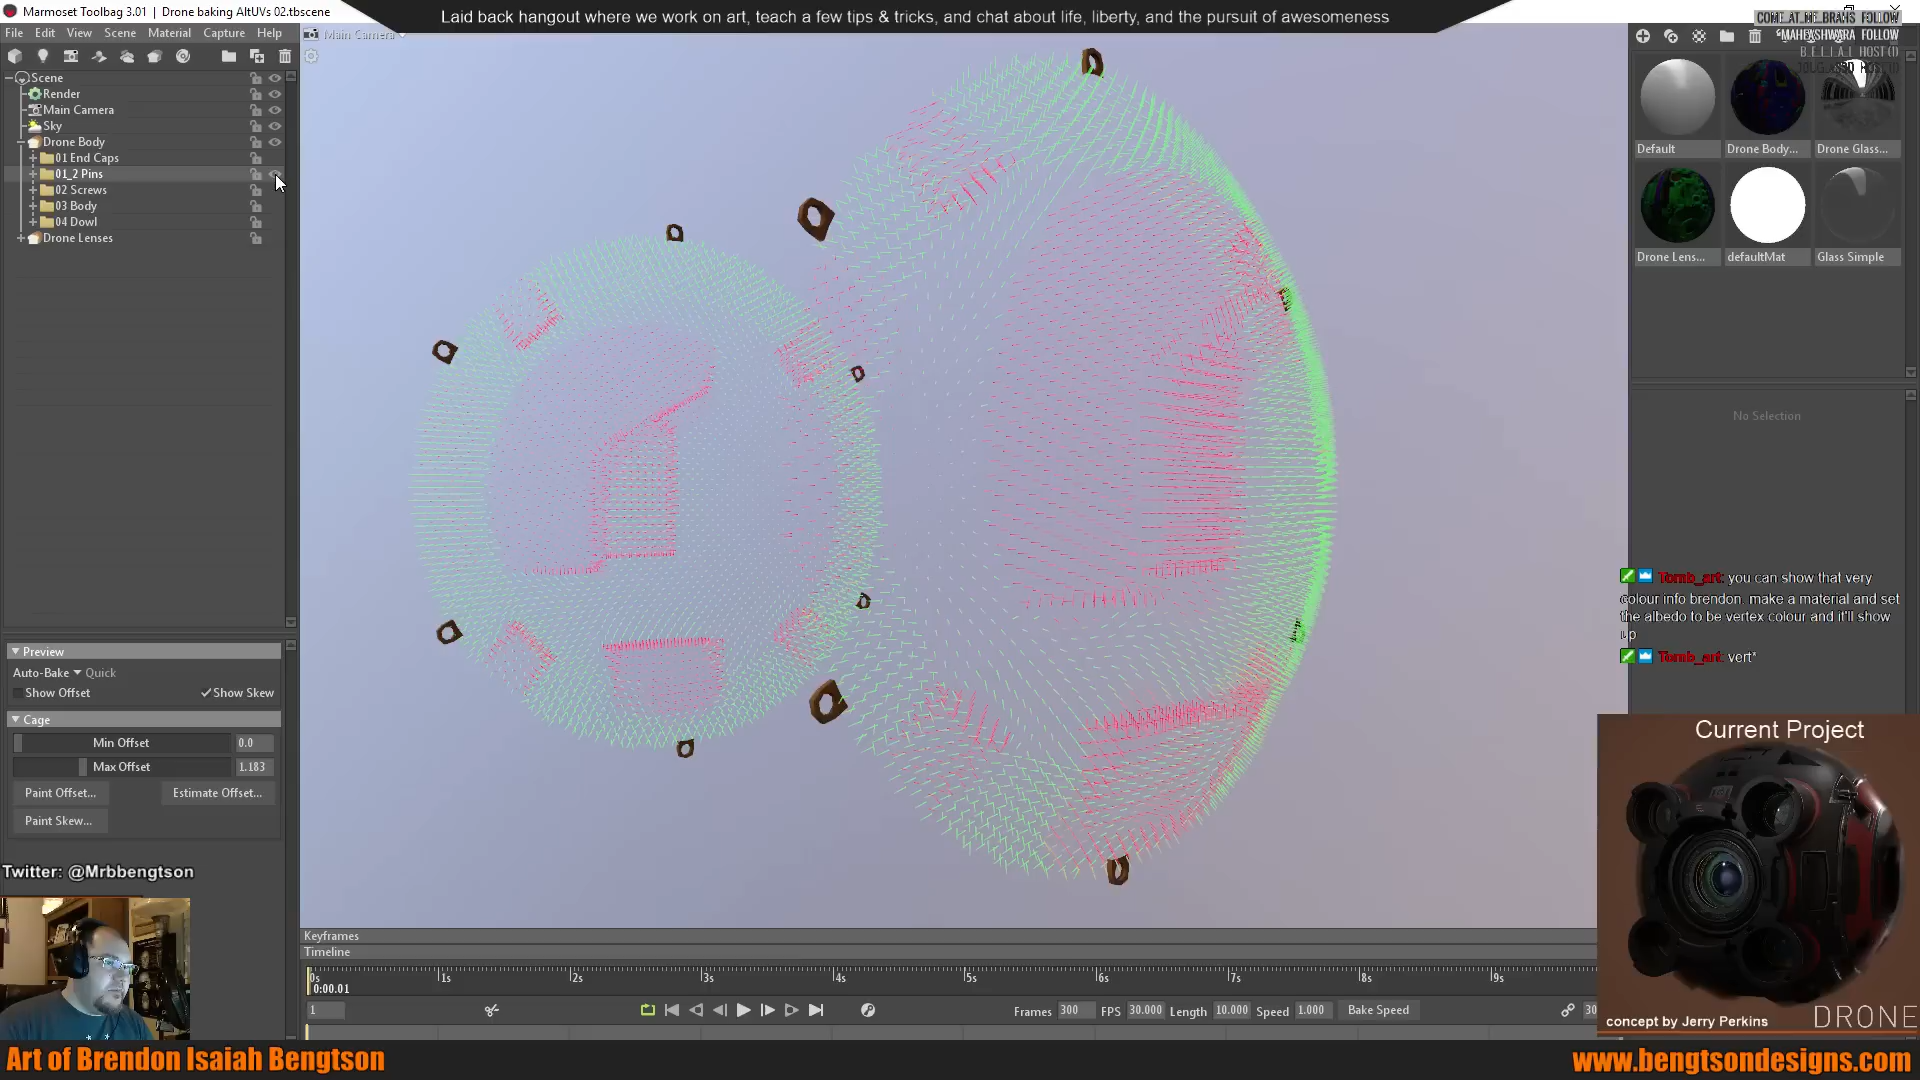 Marmoset Toolbag 3.01 | Drone baking AltUVs 02.tbscene
Laid back hangout where we work on art, teach a few tips & tricks, and chat about life, liberty, and the pursuit of awesomeness
File Edit View Scene Material Capture Help
Main Camera
Scene
Render
Main Camera
Sky
Drone Body
01 End Caps
01_2 Pins
02 Screws
03 Body
04 Dowl
Drone Lenses
Default
Drone Body...
Drone Glass...
Drone Lens...
defaultMat
Glass Simple
No Selection
Tomb_art: you can show that very
colour info brendon. make a material and set
the albedo to be vertex colour and it'll show
up
Tomb_art: vert*
Preview
Auto-Bake Quick
Show Offset Show Skew
Cage
Min Offset 0.0
Max Offset 1.183
Paint Offset... Estimate Offset...
Paint Skew...
Twitter: @Mrbbengtson
Current Project
concept by Jerry Perkins DRONE
Keyframes
Timeline
0s 1s 2s 3s 4s 5s 6s 7s 8s 9s
0:00.01
1 Frames 300 FPS 30.000 Length 10.000 Speed 1.000 Bake Speed 30
Art of Brendon Isaiah Bengtson
www.bengtsondesigns.com